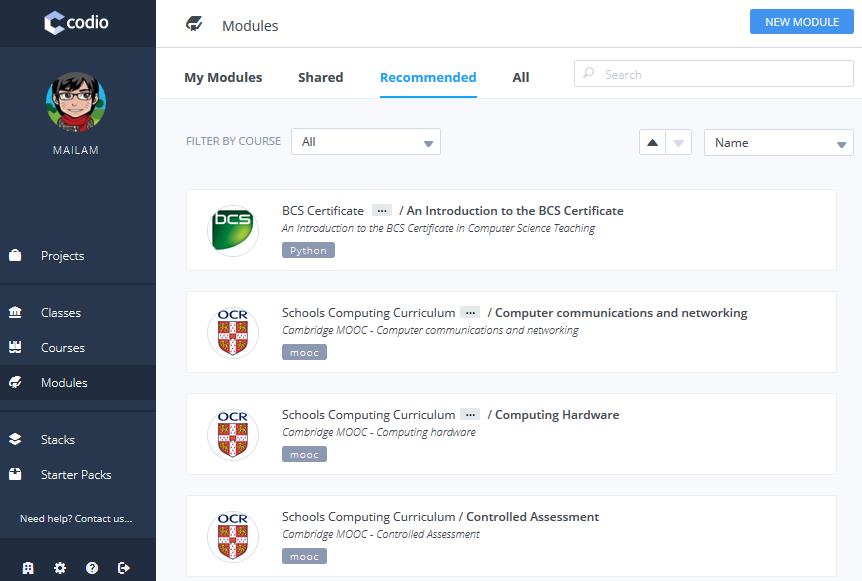 codio
Modules
NEW MODULE
MAILAM
My Modules
Shared
Recommended
All
Search
FILTER BY COURSE
All
Name
Projects
Classes
Courses
Modules
Stacks
Starter Packs
Need help? Contact us...
BCS
BCS Certificate ... / An Introduction to the BCS Certificate
An Introduction to the BCS Certificate in Computer Science Teaching
Python
OCR
Schools Computing Curriculum ... / Computer communications and networking
Cambridge MOOC - Computer communications and networking
mooc
OCR
Schools Computing Curriculum ... / Computing Hardware
Cambridge MOOC - Computing hardware
mooc
OCR
Schools Computing Curriculum / Controlled Assessment
Cambridge MOOC - Controlled Assessment
mooc